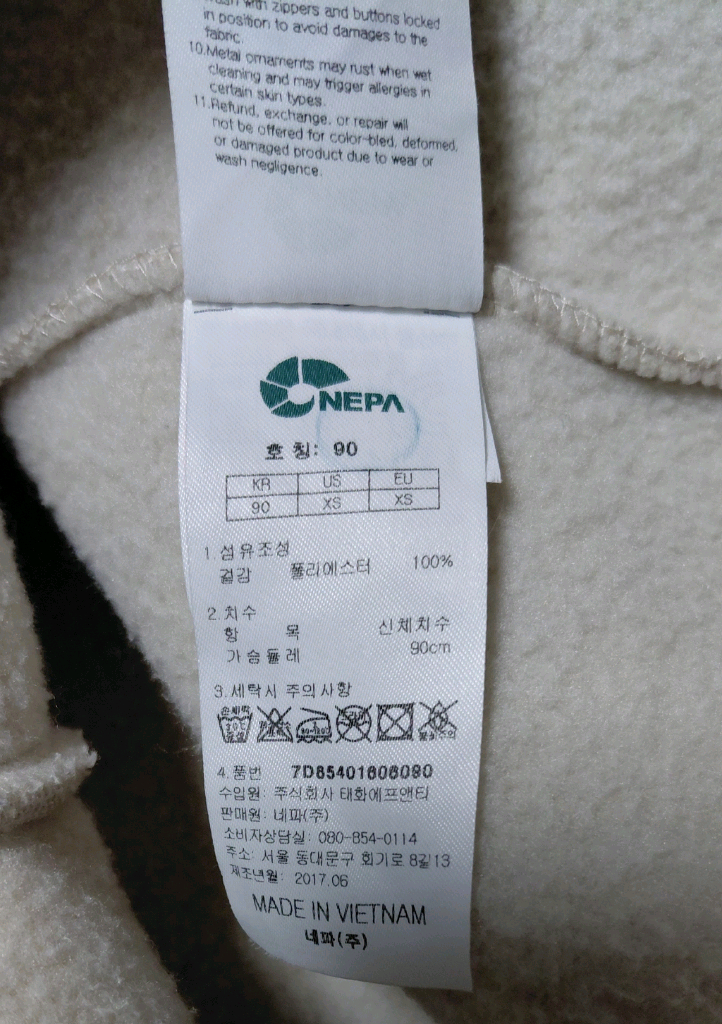 wash with zippers and buttons locked
in position to avoid damages to the
fabric.
10.Metal ornaments may rust when wet
cleaning and may trigger allergies in
certain skin types.
11.Refund, exchange, or repair will
not be offered for color-bled, deformed,
or damaged product due to wear or
wash negligence.
NEPA
호 칭: 90
KR US EU
90 XS XS
1.섬유조성
겉감 폴리에스터 100%
2.치수
항 목 신체치수
가슴둘레 90cm
3.세탁시 주의사항
손세탁
30℃
중성 80~120℃
4.품번 7D85401608090
수입원: 주식회사 태화에프앤티
판매원: 네파(주)
소비자상담실: 080-854-0114
주소: 서울 동대문구 회기로 8길13
제조년월: 2017.06
MADE IN VIETNAM
네파(주)